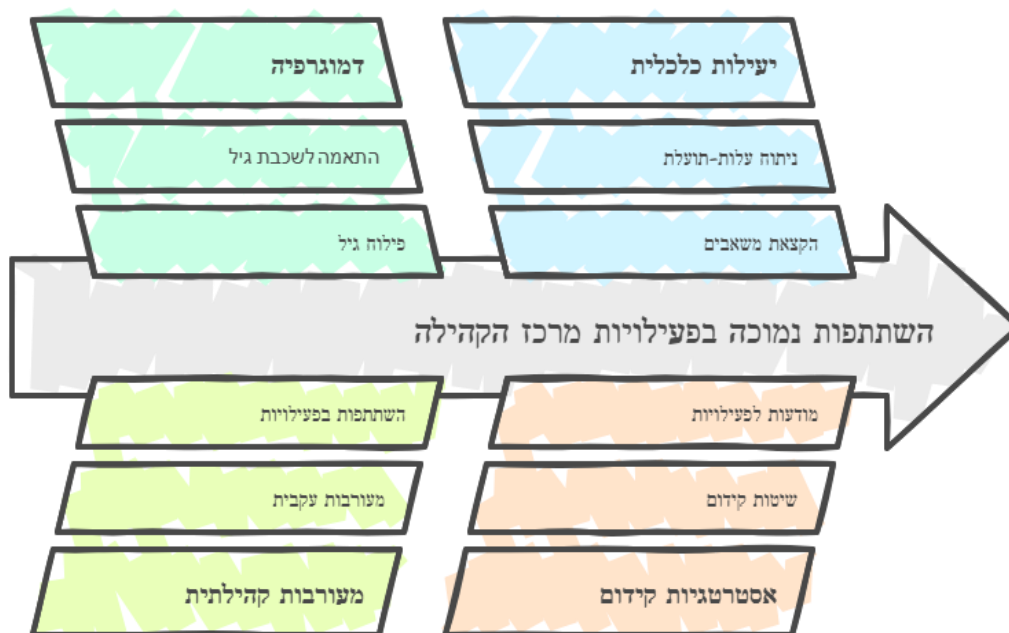 יעילות כלכלית
ניתוח עלות-תועלת
הקצאת משאבים
דמוגרפיה
התאמה לשכבת גיל
פילוח גיל
השתתפות נמוכה בפעילויות מרכז הקהילה
מודעות לפעילויות
שיטות קידום
אסטרטגיות קידום
השתתפות בפעילויות
מעורבות עקבית
מעורבות קהילתית